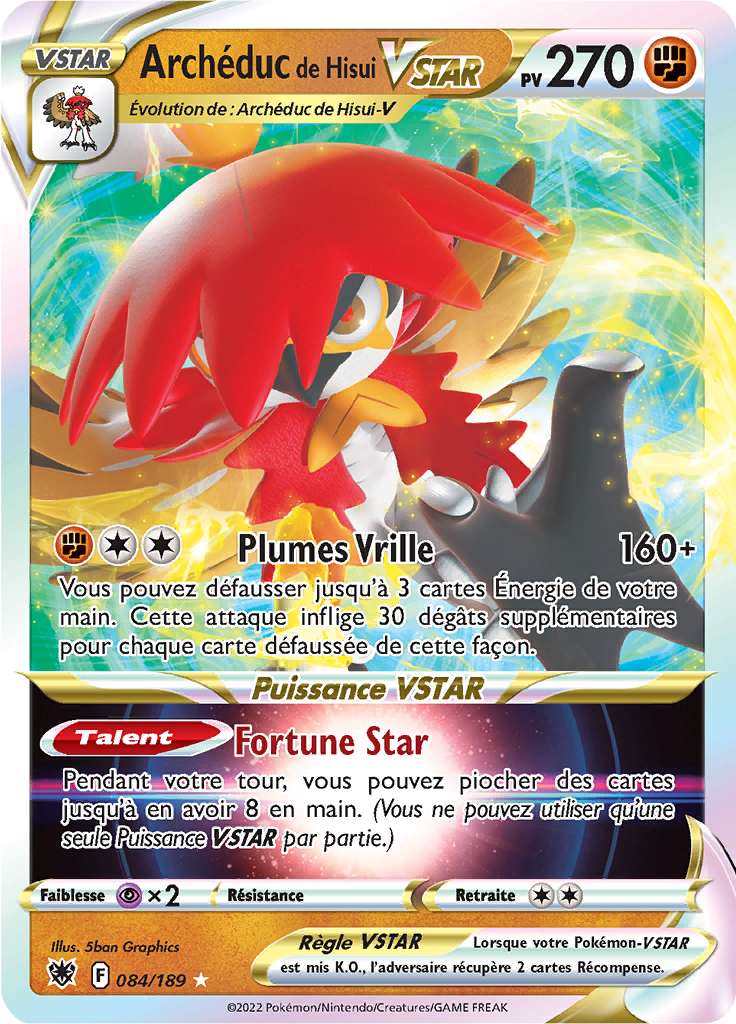 VSTAR
Archéduc de Hisui VSTAR PV 270
Évolution de : Archéduc de Hisui-V
Plumes Vrille 160+
Vous pouvez défausser jusqu'à 3 cartes Énergie de votre
main. Cette attaque inflige 30 dégâts supplémentaires
pour chaque carte défaussée de cette façon.
Puissance VSTAR
Talent Fortune Star
Pendant votre tour, vous pouvez piocher des cartes
jusqu'à en avoir 8 en main. (Vous ne pouvez utiliser qu'une
seule Puissance VSTAR par partie.)
Faiblesse ×2 Résistance Retraite
Illus. 5ban Graphics
Règle VSTAR Lorsque votre Pokémon-VSTAR
est mis K.O., l'adversaire récupère 2 cartes Récompense.
F 084/189 ★
©2022 Pokémon/Nintendo/Creatures/GAME FREAK